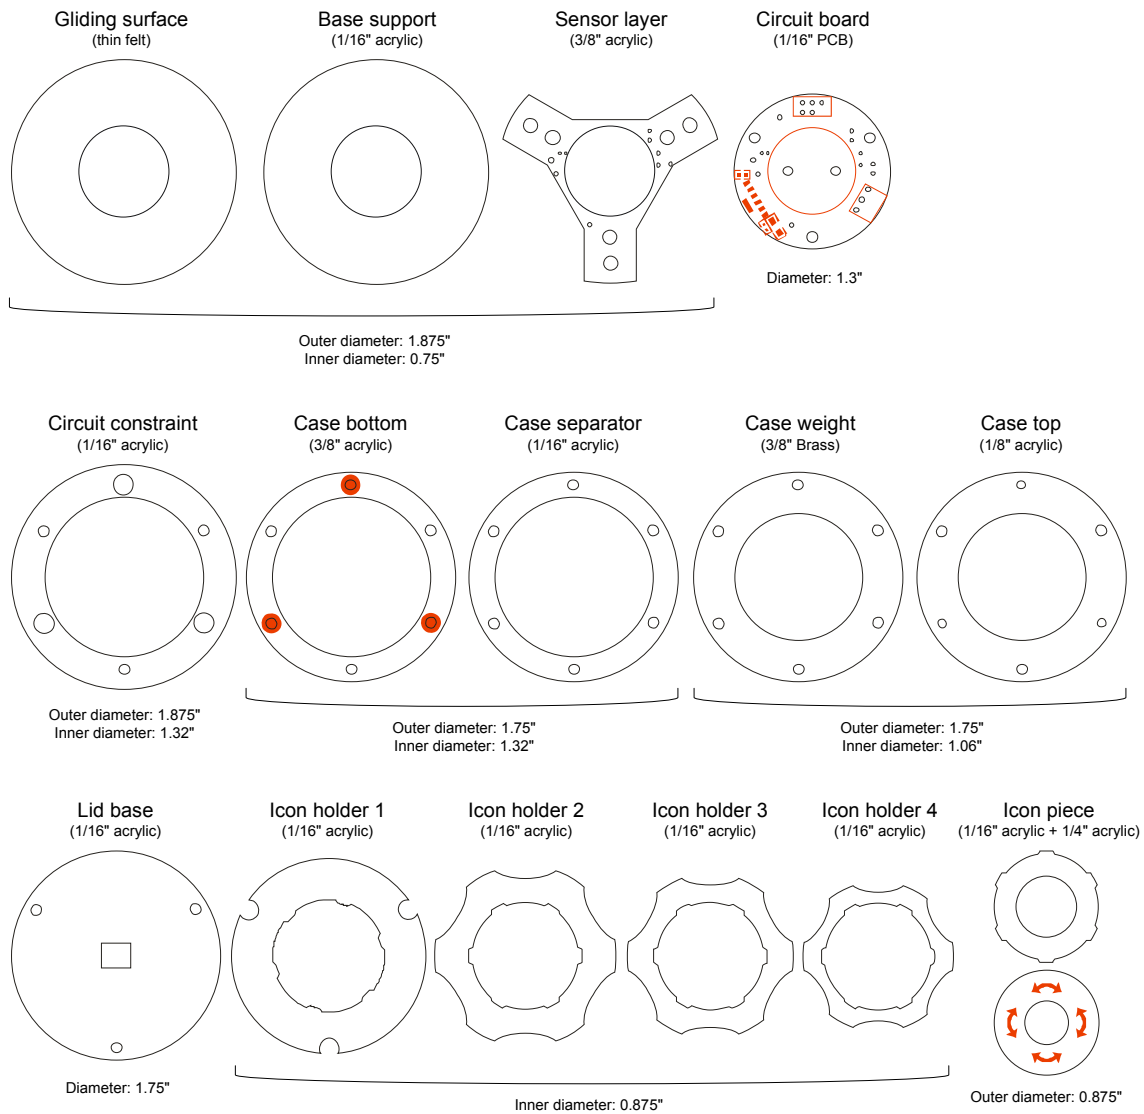 Gliding surface
(thin felt)
Base support
(1/16" acrylic)
Sensor layer
(3/8" acrylic)
Circuit board
(1/16" PCB)
Diameter: 1.3"
Outer diameter: 1.875"
Inner diameter: 0.75"
Circuit constraint
(1/16" acrylic)
Case bottom
(3/8" acrylic)
Case separator
(1/16" acrylic)
Case weight
(3/8" Brass)
Case top
(1/8" acrylic)
Outer diameter: 1.875"
Inner diameter: 1.32"
Outer diameter: 1.75"
Inner diameter: 1.32"
Outer diameter: 1.75"
Inner diameter: 1.06"
Lid base
(1/16" acrylic)
Icon holder 1
(1/16" acrylic)
Icon holder 2
(1/16" acrylic)
Icon holder 3
(1/16" acrylic)
Icon holder 4
(1/16" acrylic)
Icon piece
(1/16" acrylic + 1/4" acrylic)
Diameter: 1.75"
Inner diameter: 0.875"
Outer diameter: 0.875"